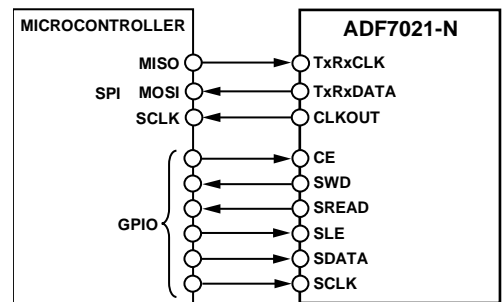 MICROCONTROLLER
ADF7021-N
MISO
TxRxCLK
SPI MOSI
TxRxDATA
SCLK
CLKOUT
CE
SWD
SREAD
GPIO
SLE
SDATA
SCLK